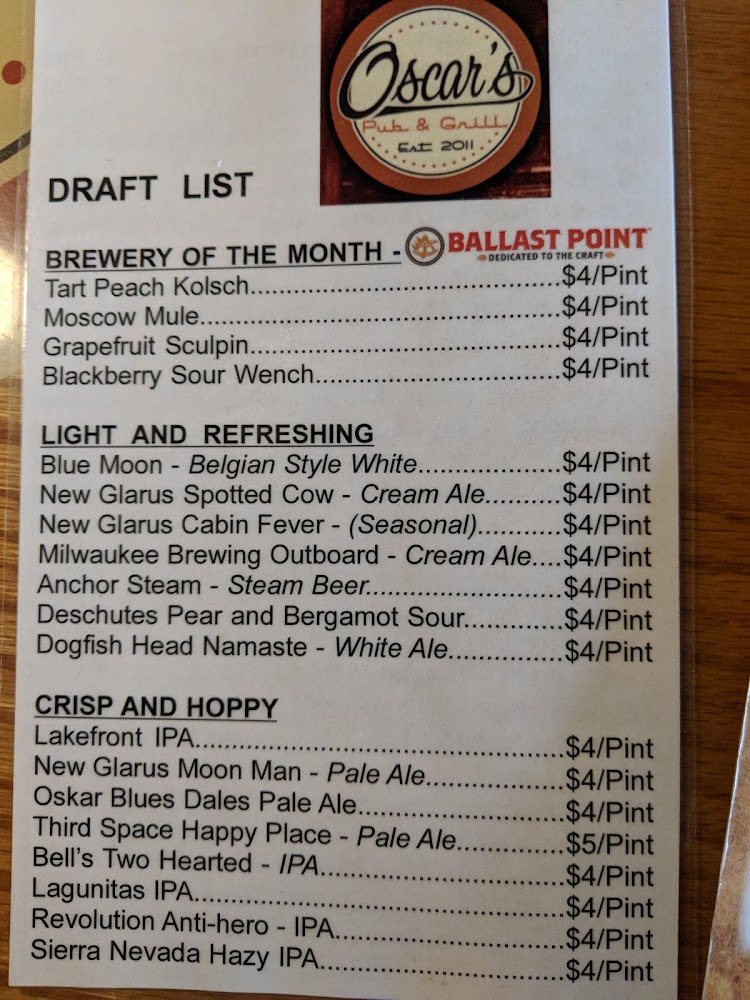 Oscar's
Pub & Grill
Est 2011
DRAFT LIST
BREWERY OF THE MONTH - BALLAST POINT
DEDICATED TO THE CRAFT
Tart Peach Kolsch..........................................$4/Pint
Moscow Mule.................................................$4/Pint
Grapefruit Sculpin..........................................$4/Pint
Blackberry Sour Wench.................................$4/Pint
LIGHT AND REFRESHING
Blue Moon - Belgian Style White...................$4/Pint
New Glarus Spotted Cow - Cream Ale..........$4/Pint
New Glarus Cabin Fever - (Seasonal)...........$4/Pint
Milwaukee Brewing Outboard - Cream Ale....$4/Pint
Anchor Steam - Steam Beer..........................$4/Pint
Deschutes Pear and Bergamot Sour.............$4/Pint
Dogfish Head Namaste - White Ale...............$4/Pint
CRISP AND HOPPY
Lakefront IPA..................................................$4/Pint
New Glarus Moon Man - Pale Ale...................$4/Pint
Oskar Blues Dales Pale Ale............................$4/Pint
Third Space Happy Place - Pale Ale...............$5/Pint
Bell's Two Hearted - IPA.................................$4/Pint
Lagunitas IPA..................................................$4/Pint
Revolution Anti-hero - IPA...............................$4/Pint
Sierra Nevada Hazy IPA.................................$4/Pint